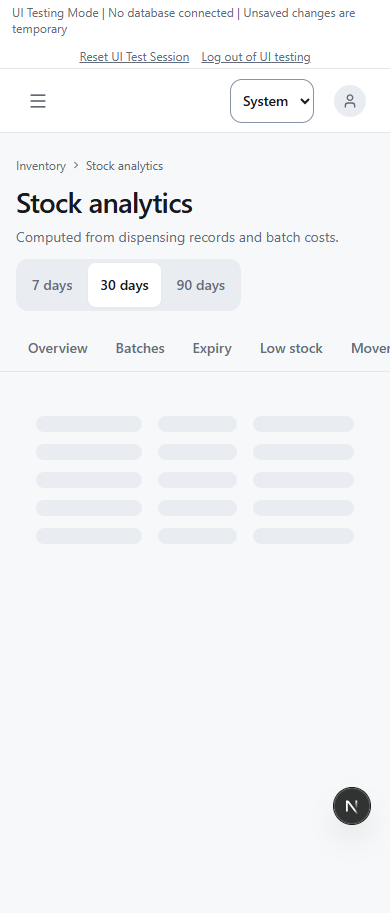 UI Testing Mode | No database connected | Unsaved changes are
temporary
Reset UI Test Session Log out of UI testing
System
Inventory > Stock analytics
Stock analytics
Computed from dispensing records and batch costs.
7 days 30 days 90 days
Overview Batches Expiry Low stock Mover
N